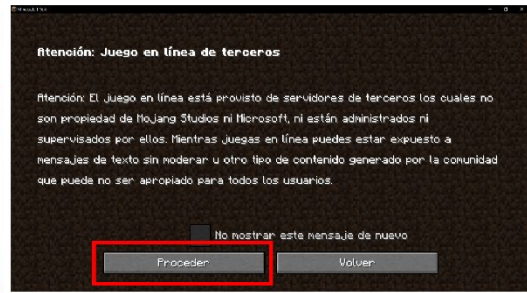 Atención: Juego en línea de terceros
Atención: El juego en línea está provisto de servidores de terceros los cuales no
son propiedad de Mojang Studios ni Microsoft, ni están administrados ni
supervisados por ellos. Mientras juegas en línea puedes estar expuesto a
mensajes de texto sin moderar u otro tipo de contenido generado por la comunidad
que puede no ser apropiado para todos los usuarios.
No mostrar este mensaje de nuevo
Proceder
Volver